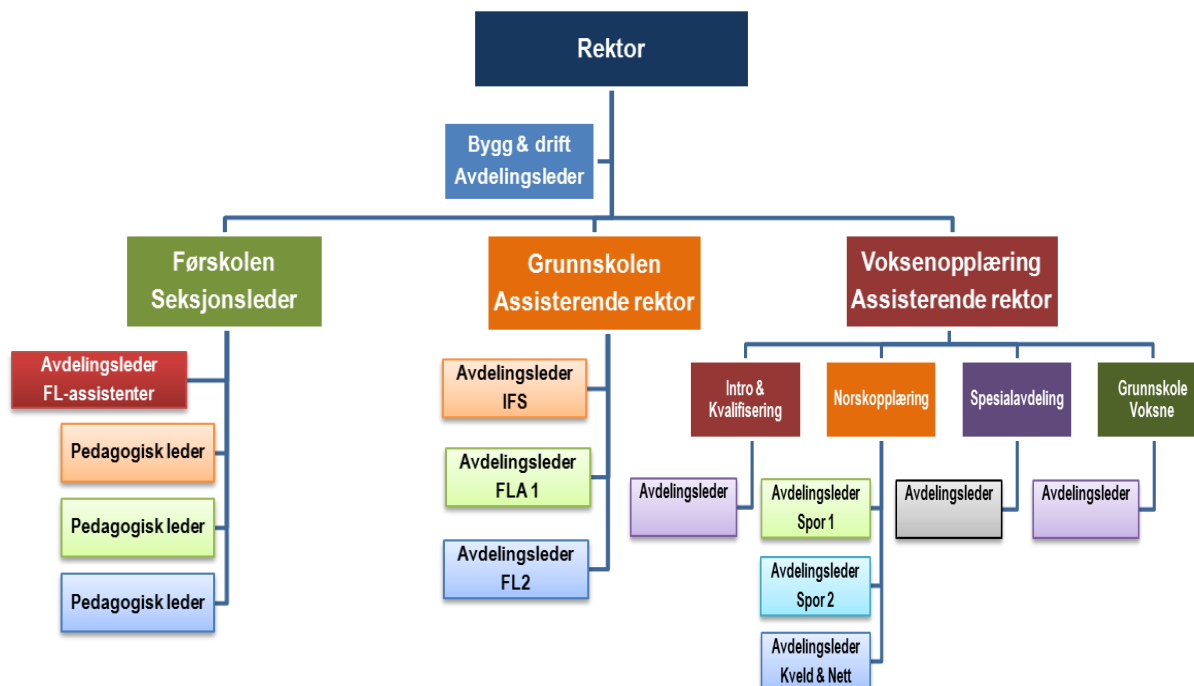 Rektor
Bygg & drift
Avdelingsleder
Førskolen
Seksjonsleder
Grunnskolen
Assisterende rektor
Voksenopplæring
Assisterende rektor
Avdelingsleder
FL-assistenter
Pedagogisk leder
Pedagogisk leder
Pedagogisk leder
Avdelingsleder
IFS
Avdelingsleder
FLA 1
Avdelingsleder
FL2
Intro &
Kvalifisering
Norskopplæring
Spesialavdeling
Grunnskole
Voksne
Avdelingsleder
Avdelingsleder
Spor 1
Avdelingsleder
Spor 2
Avdelingsleder
Kveld & Nett
Avdelingsleder
Avdelingsleder